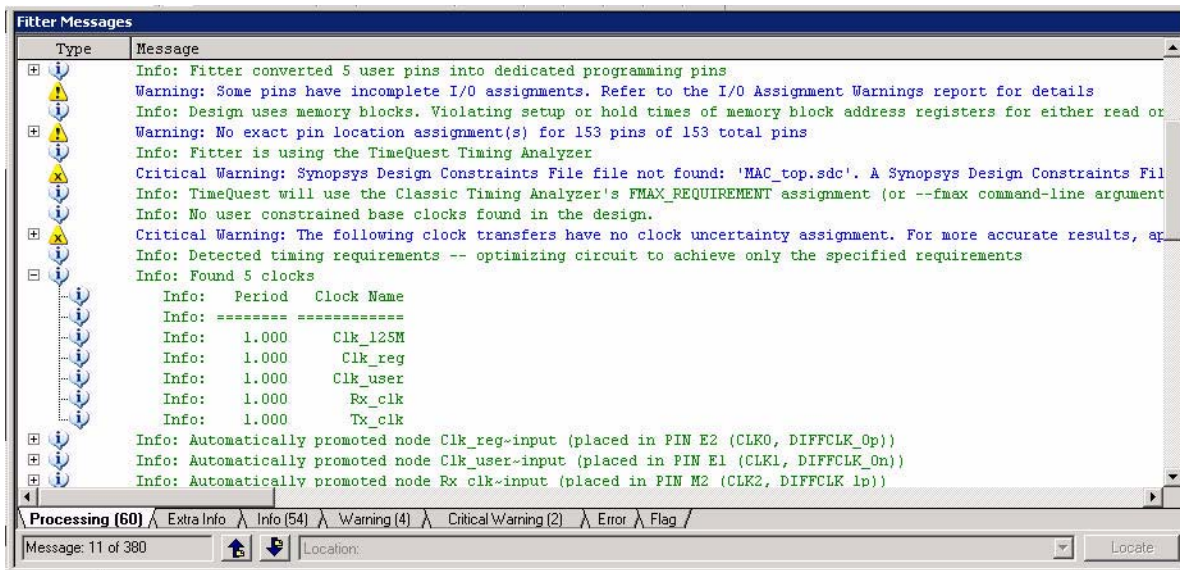 Fitter Messages
Type Message
Info: Fitter converted 5 user pins into dedicated programming pins
Warning: Some pins have incomplete I/O assignments. Refer to the I/O Assignment Warnings report for details
Info: Design uses memory blocks. Violating setup or hold times of memory block address registers for either read or
Warning: No exact pin location assignment(s) for 153 pins of 153 total pins
Info: Fitter is using the TimeQuest Timing Analyzer
Critical Warning: Synopsys Design Constraints File file not found: 'MAC_top.sdc'. A Synopsys Design Constraints Fil
Info: TimeQuest will use the Classic Timing Analyzer's FMAX_REQUIREMENT assignment (or --fmax command-line argument
Info: No user constrained base clocks found in the design.
Critical Warning: The following clock transfers have no clock uncertainty assignment. For more accurate results, ap
Info: Detected timing requirements -- optimizing circuit to achieve only the specified requirements
Info: Found 5 clocks
Info: Period Clock Name
Info: ======== ============
Info: 1.000 Clk_125M
Info: 1.000 Clk_reg
Info: 1.000 Clk_user
Info: 1.000 Rx_clk
Info: 1.000 Tx_clk
Info: Automatically promoted node Clk_reg~input (placed in PIN E2 (CLK0, DIFFCLK_0p))
Info: Automatically promoted node Clk_user~input (placed in PIN E1 (CLK1, DIFFCLK_0n))
Info: Automatically promoted node Rx_clk~input (placed in PIN M2 (CLK2, DIFFCLK_1p))
Processing (60) Extra Info Info (54) Warning (4) Critical Warning (2) Error Flag
Message: 11 of 380 Location: Locate